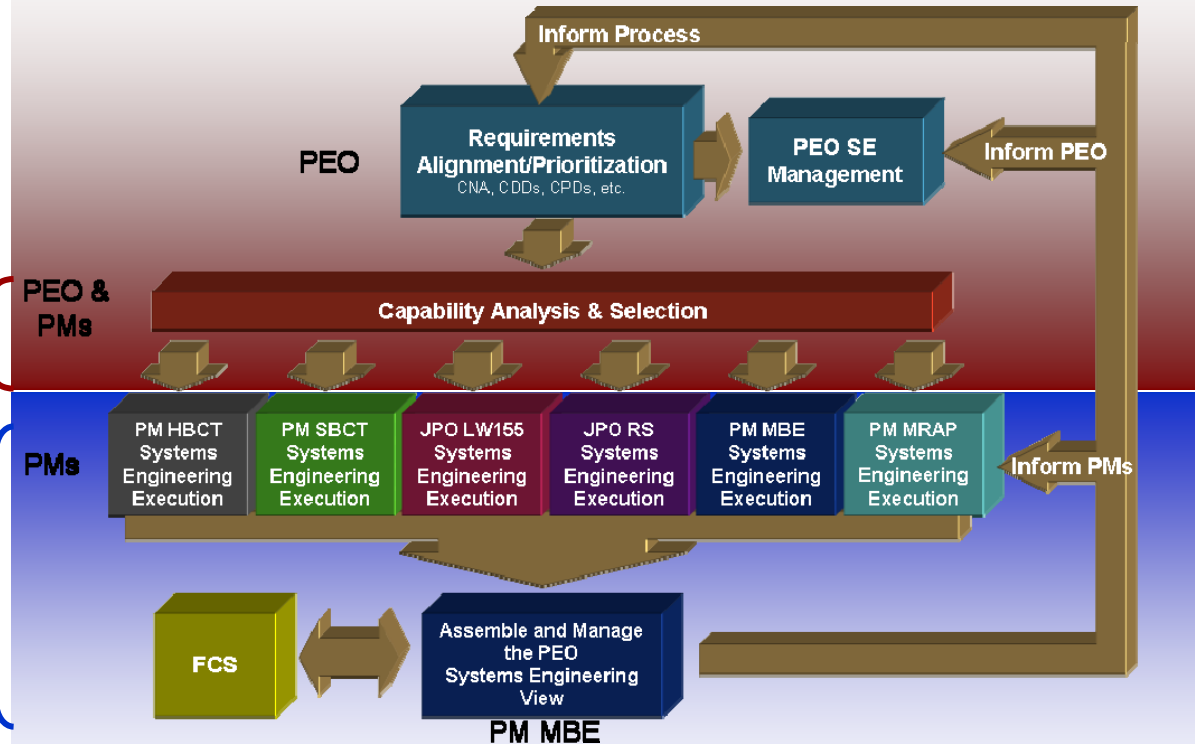 Inform Process
PEO
Requirements
Alignment/Prioritization
CNA, CDDs, CPDs, etc.
PEO SE
Management
Inform PEO
PEO &
PMs
Capability Analysis & Selection
PMs
PM HBCT
Systems
Engineering
Execution
PM SBCT
Systems
Engineering
Execution
JPO LW155
Systems
Engineering
Execution
JPO RS
Systems
Engineering
Execution
PM MBE
Systems
Engineering
Execution
PM MRAP
Systems
Engineering
Execution
Inform PMs
FCS
Assemble and Manage
the PEO
Systems Engineering
View
PM MBE